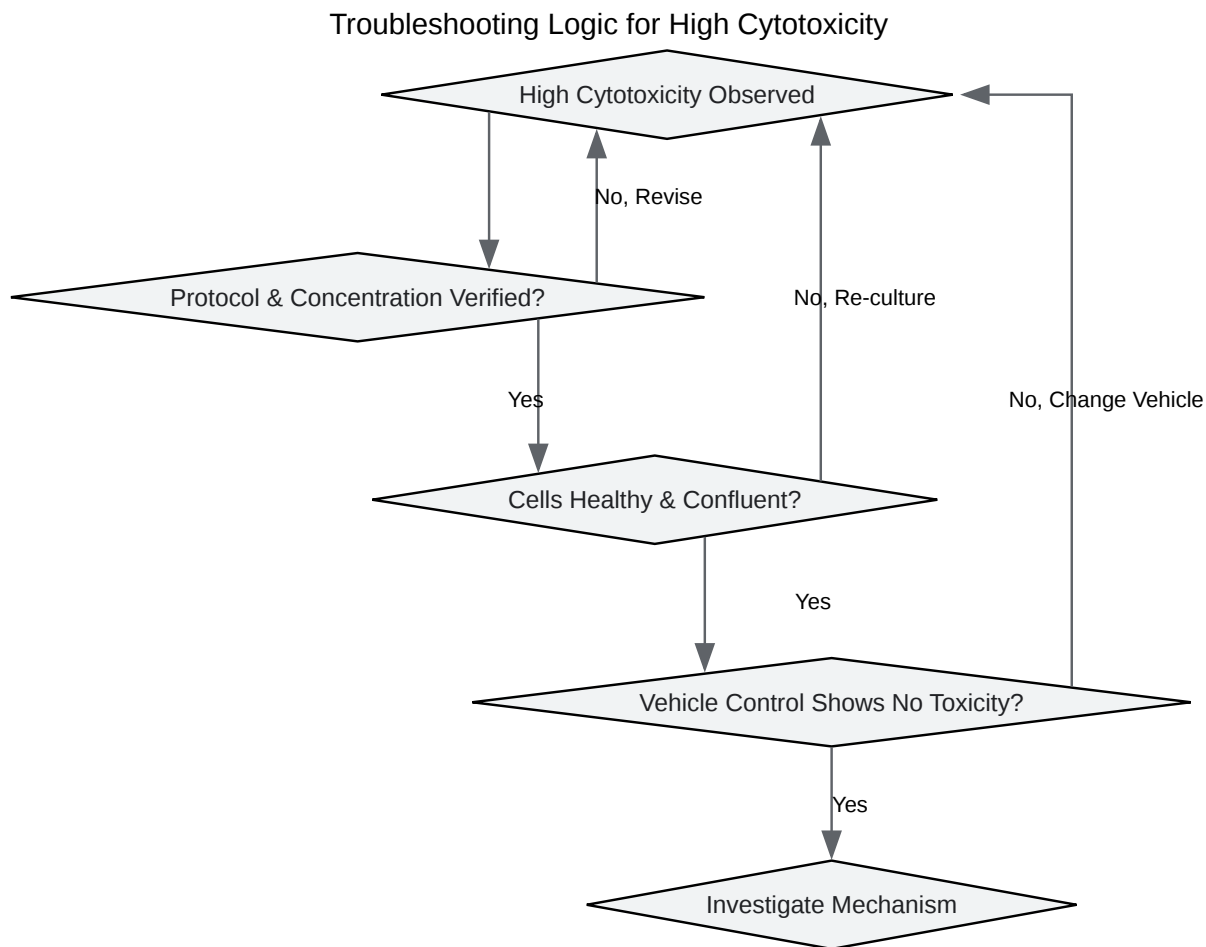 Troubleshooting Logic for High Cytotoxicity
High Cytotoxicity Observed
No, Revise
Protocol & Concentration Verified?
No, Re-culture
Yes
No, Change Vehicle
Cells Healthy & Confluent?
Yes
Vehicle Control Shows No Toxicity?
Yes
Investigate Mechanism